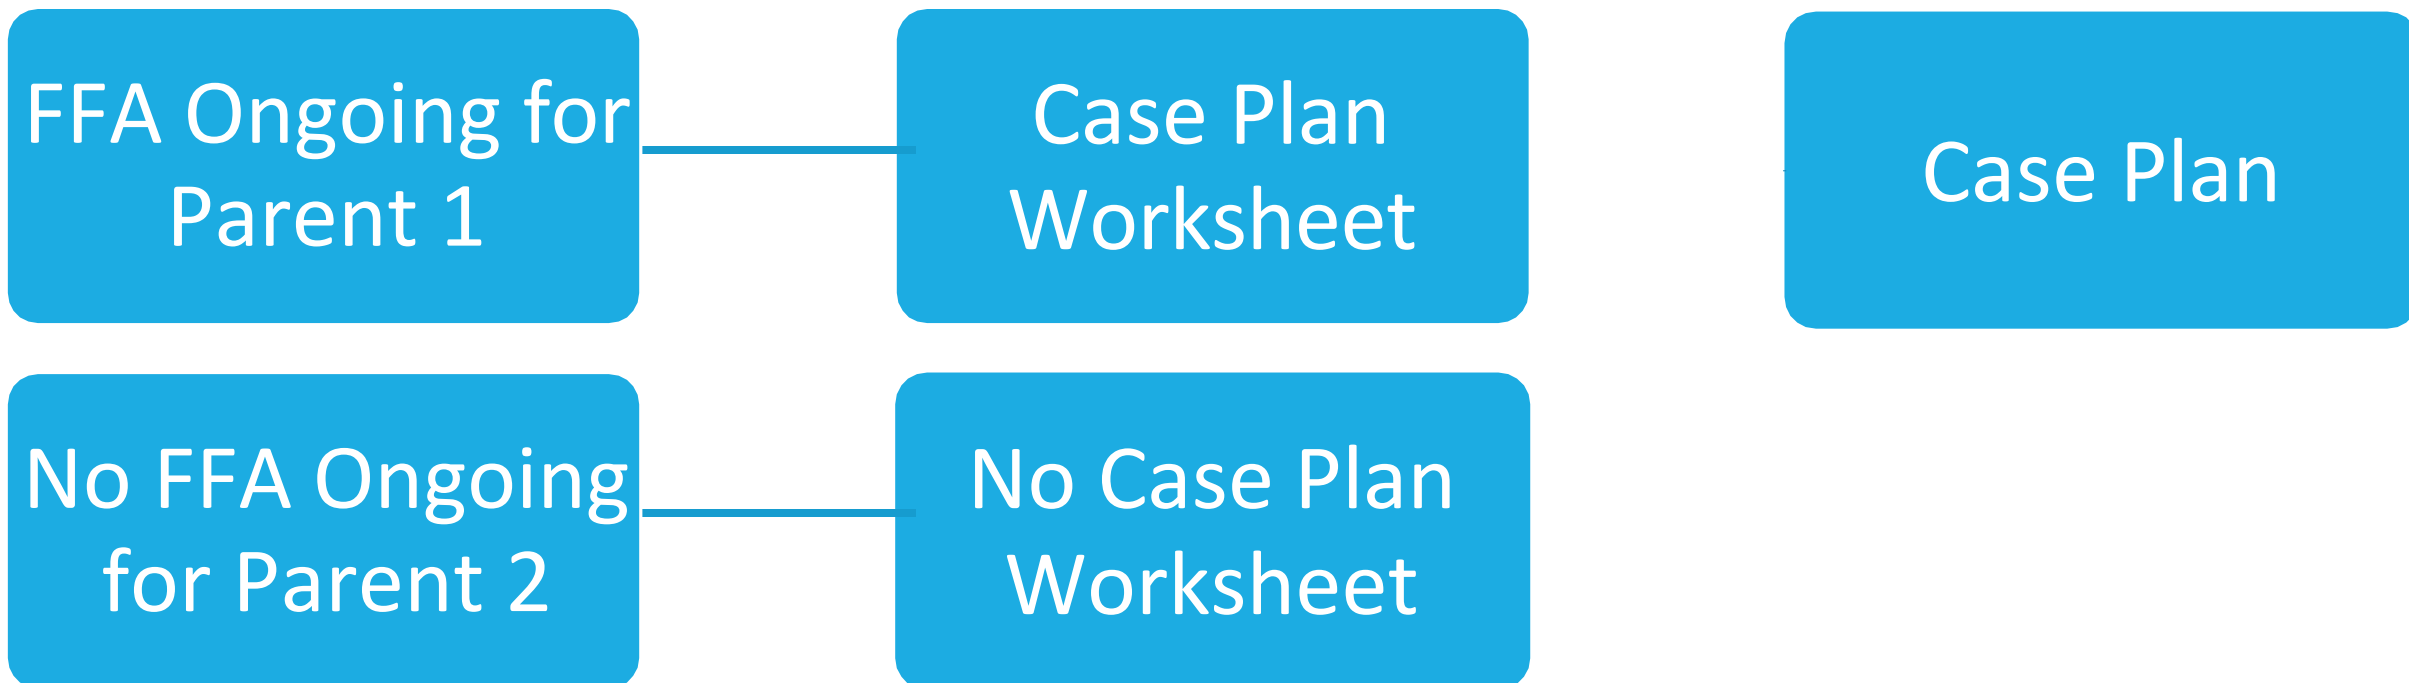 FFA Ongoing for
Parent 1
Case Plan
Worksheet
Case Plan
No FFA Ongoing
for Parent 2
No Case Plan
Worksheet